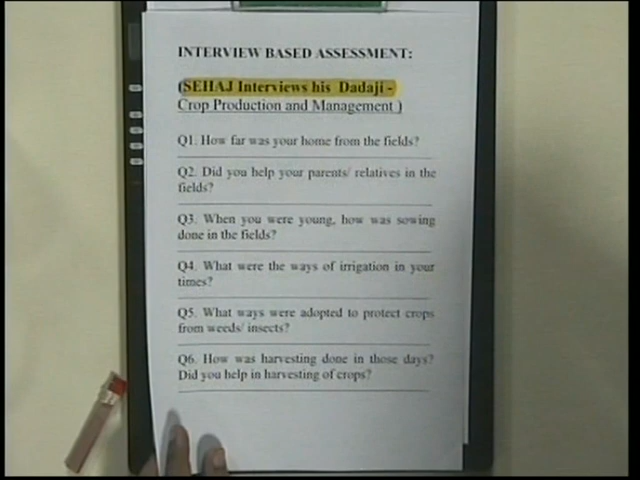 INTERVIEW BASED ASSESSMENT:
(SEHAJ Interviews his Dadaji -
Crop Production and Management )
Q1. How far was your home from the fields?
Q2. Did you help your parents/ relatives in the
fields?
Q3. When you were young, how was sowing
done in the fields?
Q4. What were the ways of irrigation in your
times?
Q5. What ways were adopted to protect crops
from weeds/ insects?
Q6. How was harvesting done in those days?
Did you help in harvesting of crops?